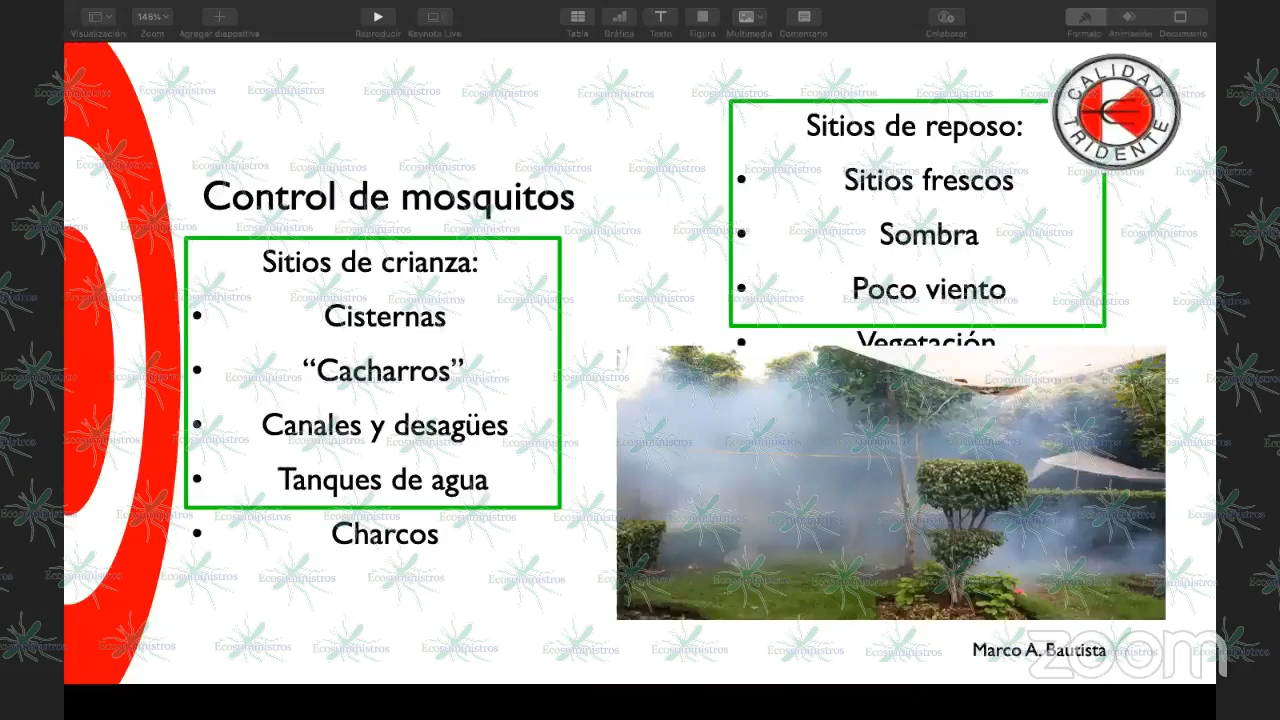 145%
Visualización
Zoom
Agregar diapositiva
Reproducir
Keynote Live
Tabla
Gráfica
Texto
Figura
Multimedia
Comentario
Colaborar
Formato
Animación
Documento
CALIDAD
TRIDENTE
Control de mosquitos
Sitios de crianza:
• Cisternas
• “Cacharros”
• Canales y desagües
• Tanques de agua
• Charcos
Sitios de reposo:
• Sitios frescos
• Sombra
• Poco viento
• Vegetación
Marco A. Bautista
zoom
Ecosuministros